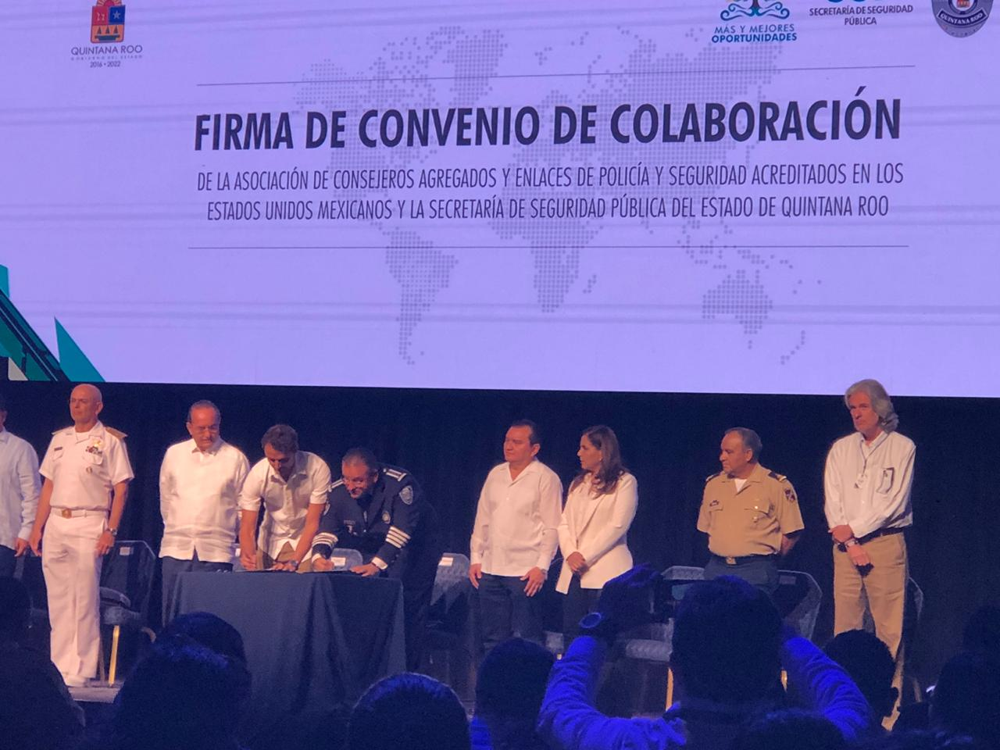 QUINTANA ROO
GOBIERNO DEL ESTADO
2016 • 2022
MÁS Y MEJORES
OPORTUNIDADES
SECRETARÍA DE SEGURIDAD
PÚBLICA
QUINTANA ROO
FIRMA DE CONVENIO DE COLABORACIÓN
DE LA ASOCIACIÓN DE CONSEJEROS AGREGADOS Y ENLACES DE POLICÍA Y SEGURIDAD ACREDITADOS EN LOS
ESTADOS UNIDOS MEXICANOS Y LA SECRETARÍA DE SEGURIDAD PÚBLICA DEL ESTADO DE QUINTANA ROO